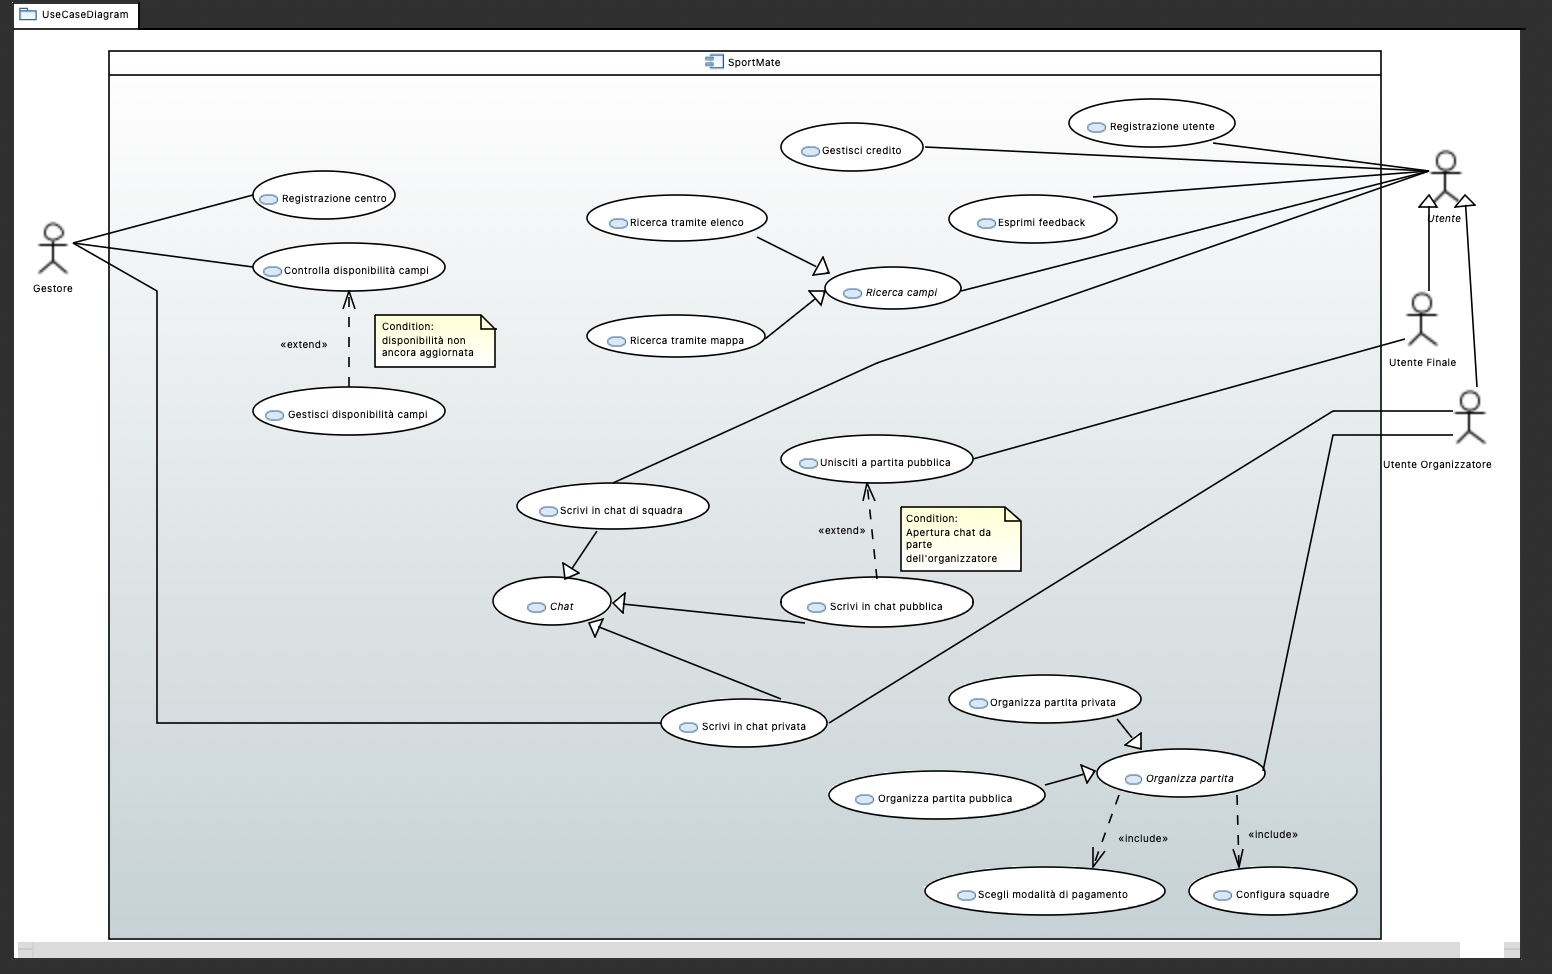 UseCaseDiagram
SportMate
Registrazione utente
Gestisci credito
Registrazione centro
Ricerca tramite elenco
Esprimi feedback
Utente
Controlla disponibilità campi
Gestore
Ricerca campi
Condition:
disponibilità non
ancora aggiornata
«extend»
Ricerca tramite mappa
Utente Finale
Gestisci disponibilità campi
Unisciti a partita pubblica
Utente Organizzatore
Scrivi in chat di squadra
Condition:
Apertura chat da
parte
dell'organizzatore
«extend»
Chat
Scrivi in chat pubblica
Organizza partita privata
Scrivi in chat privata
Organizza partita
Organizza partita pubblica
«include»
«include»
Scegli modalità di pagamento
Configura squadre